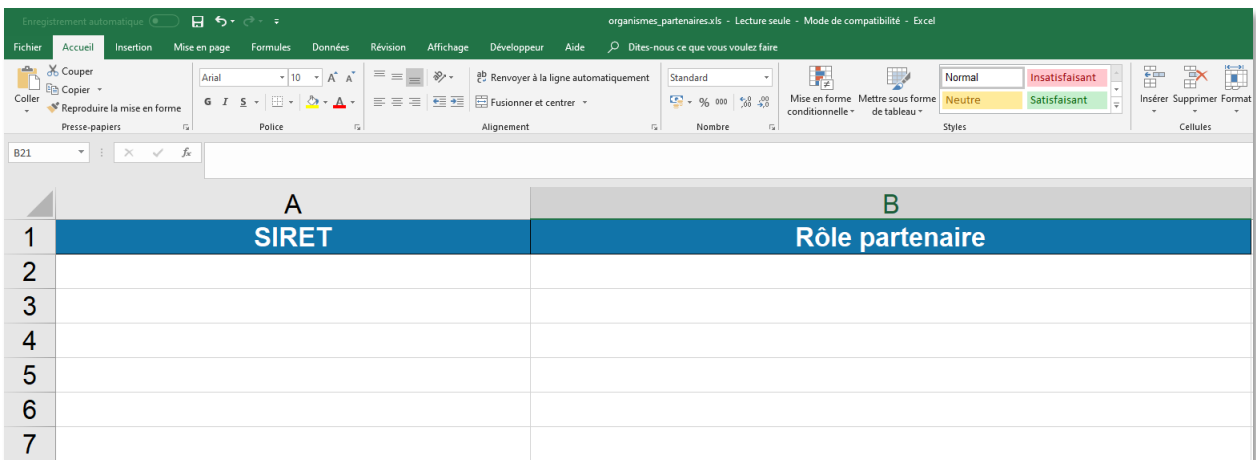 Enregistrement automatique
organismes_partenaires.xls - Lecture seule - Mode de compatibilité - Excel
Fichier Accueil Insertion Mise en page Formules Données Révision Affichage Développeur Aide Dites-nous ce que vous voulez faire
Coller
Couper
Copier
Reproduire la mise en forme
Presse-papiers
Arial 10
G I S
Police
Renvoyer à la ligne automatiquement
Fusionner et centrer
Alignement
Standard
% 000
Nombre
Mise en forme conditionnelle
Mettre sous forme de tableau
Normal Insatisfaisant
Neutre Satisfaisant
Styles
Insérer Supprimer Format
Cellules
B21 fx
A B
1 SIRET Rôle partenaire
2
3
4
5
6
7